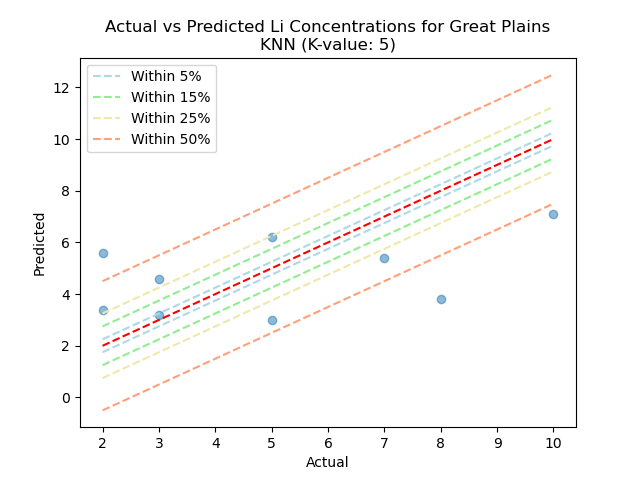 Actual vs Predicted Li Concentrations for Great Plains
KNN (K-value: 5)
Within 5%
Within 15%
Within 25%
Within 50%
12
10
8
6
4
2
0
Predicted
2 3 4 5 6 7 8 9 10
Actual